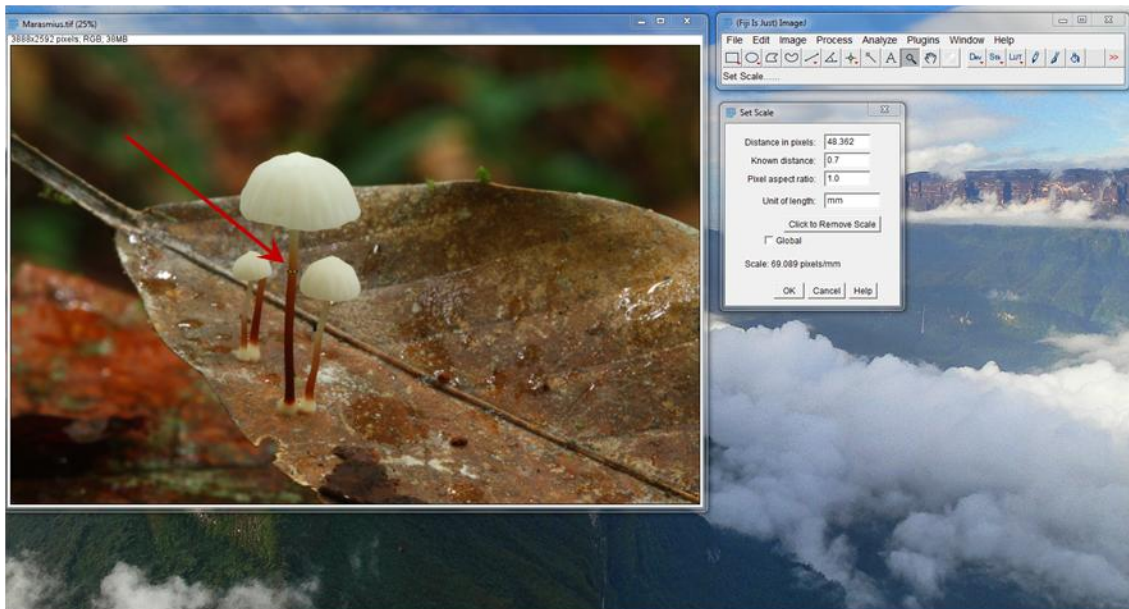 Marasmius.tif (25%)
3888x2592 pixels; RGB; 38MB
(Fiji Is Just) ImageJ
File Edit Image Process Analyze Plugins Window Help
A Dev Stk LUT >>
Set Scale......
Set Scale
Distance in pixels: 48.362
Known distance: 0.7
Pixel aspect ratio: 1.0
Unit of length: mm
Click to Remove Scale
Global
Scale: 69.089 pixels/mm
OK Cancel Help